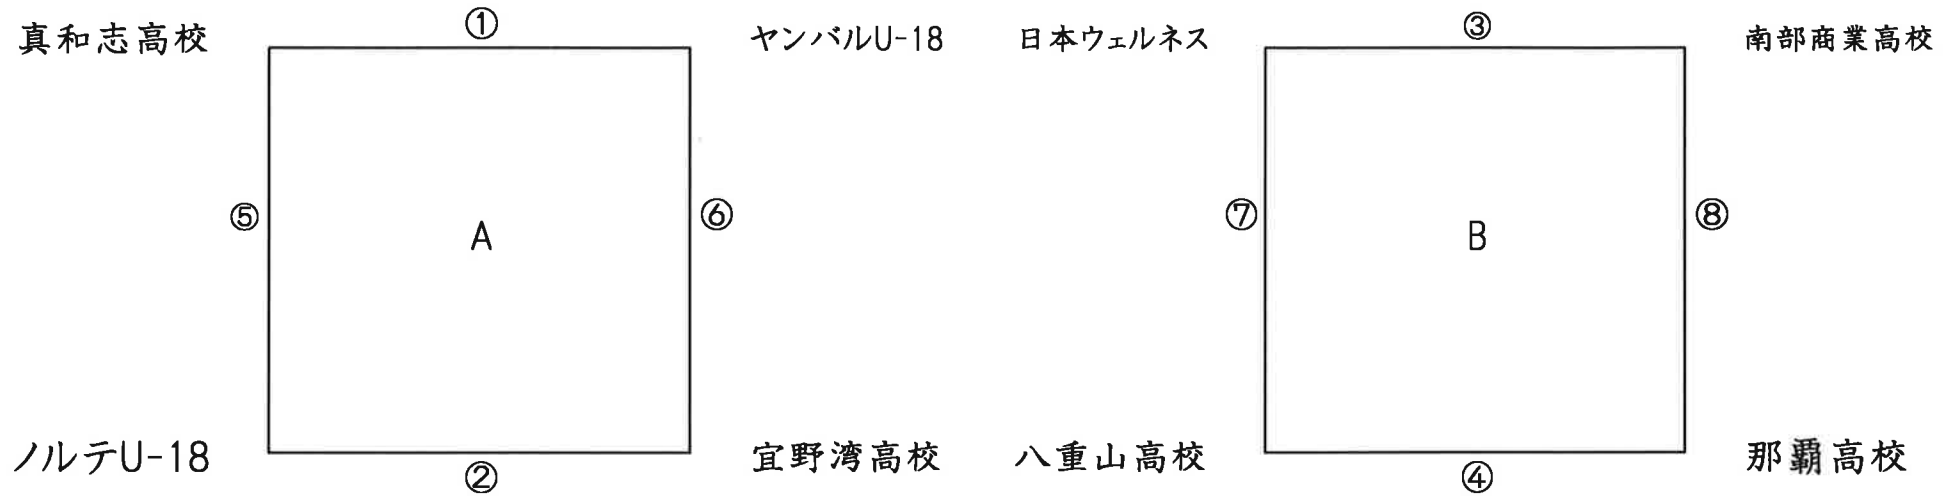 ①
真和志高校
ヤンバルU-18
⑤
A
⑥
ノルテU-18
②
宜野湾高校
③
日本ウェルネス
南部商業高校
⑦
B
⑧
八重山高校
④
那覇高校